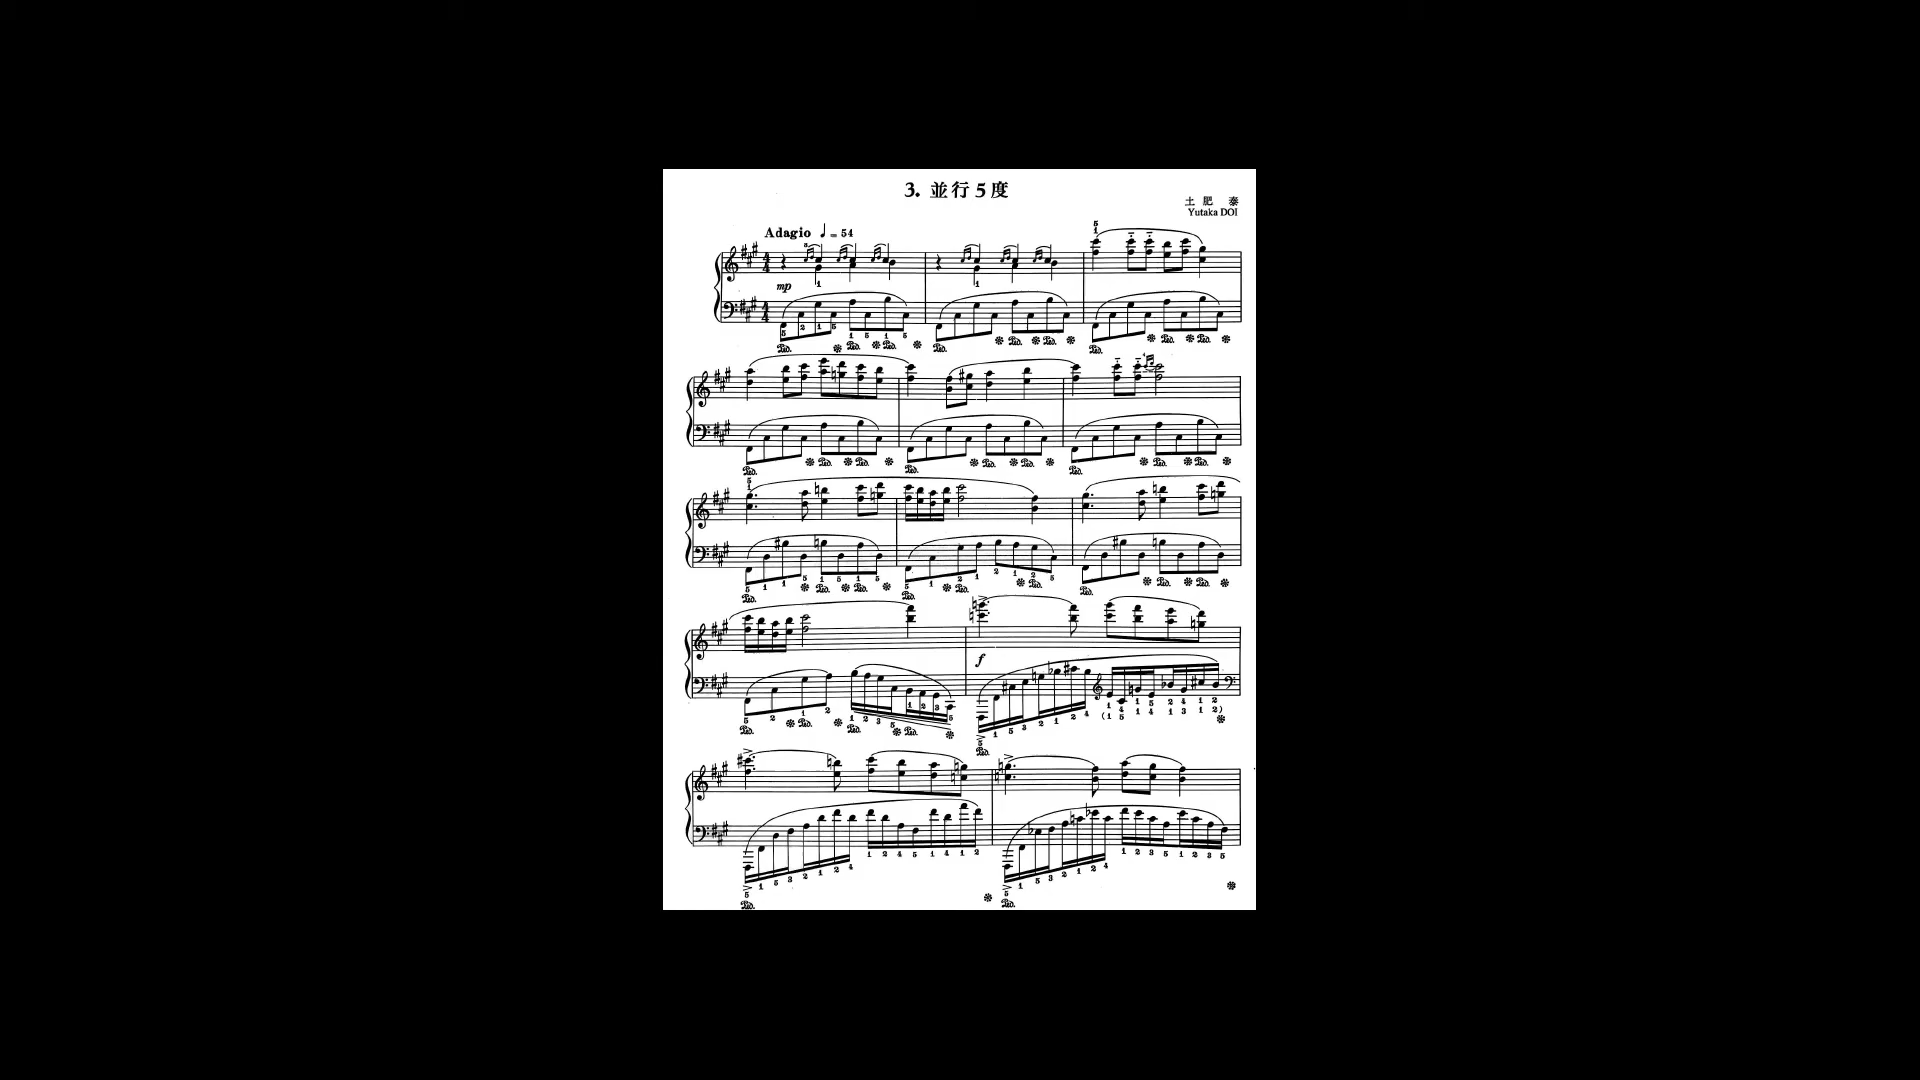 3. 並行5度
土肥 泰
Yutaka DOI
Adagio ♩= 54
mp
f